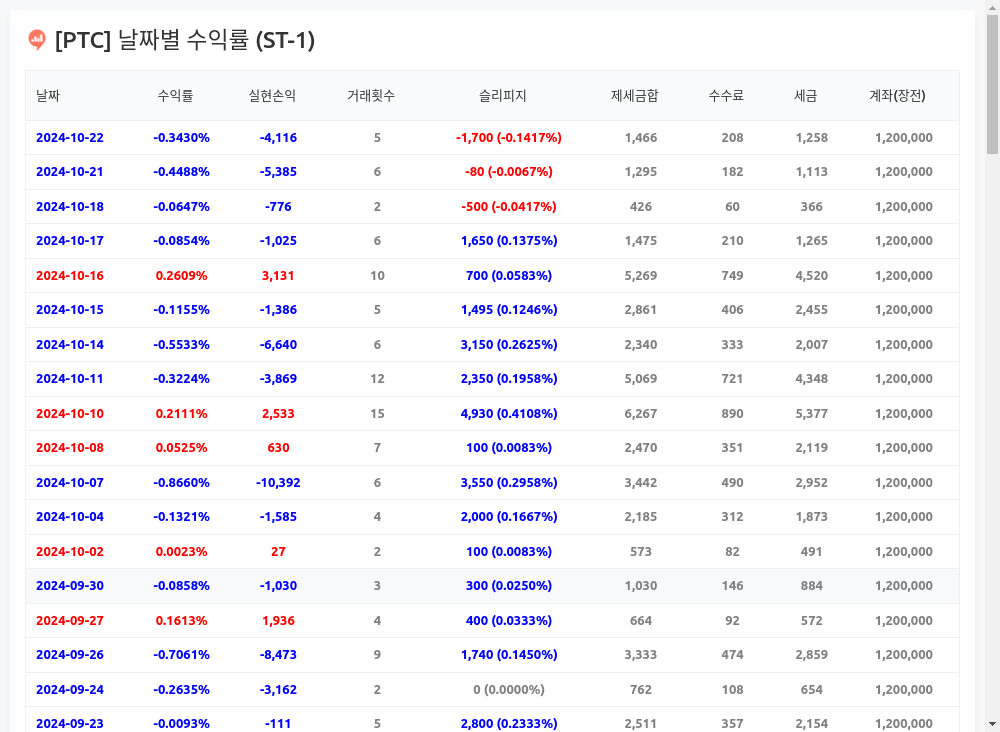 [PTC] 날짜별 수익률 (ST-1)
날짜 수익률 실현손익 거래횟수 슬리피지 제세금합 수수료 세금 계좌(장전)
2024-10-22 -0.3430% -4,116 5 -1,700 (-0.1417%) 1,466 208 1,258 1,200,000
2024-10-21 -0.4488% -5,385 6 -80 (-0.0067%) 1,295 182 1,113 1,200,000
2024-10-18 -0.0647% -776 2 -500 (-0.0417%) 426 60 366 1,200,000
2024-10-17 -0.0854% -1,025 6 1,650 (0.1375%) 1,475 210 1,265 1,200,000
2024-10-16 0.2609% 3,131 10 700 (0.0583%) 5,269 749 4,520 1,200,000
2024-10-15 -0.1155% -1,386 5 1,495 (0.1246%) 2,861 406 2,455 1,200,000
2024-10-14 -0.5533% -6,640 6 3,150 (0.2625%) 2,340 333 2,007 1,200,000
2024-10-11 -0.3224% -3,869 12 2,350 (0.1958%) 5,069 721 4,348 1,200,000
2024-10-10 0.2111% 2,533 15 4,930 (0.4108%) 6,267 890 5,377 1,200,000
2024-10-08 0.0525% 630 7 100 (0.0083%) 2,470 351 2,119 1,200,000
2024-10-07 -0.8660% -10,392 6 3,550 (0.2958%) 3,442 490 2,952 1,200,000
2024-10-04 -0.1321% -1,585 4 2,000 (0.1667%) 2,185 312 1,873 1,200,000
2024-10-02 0.0023% 27 2 100 (0.0083%) 573 82 491 1,200,000
2024-09-30 -0.0858% -1,030 3 300 (0.0250%) 1,030 146 884 1,200,000
2024-09-27 0.1613% 1,936 4 400 (0.0333%) 664 92 572 1,200,000
2024-09-26 -0.7061% -8,473 9 1,740 (0.1450%) 3,333 474 2,859 1,200,000
2024-09-24 -0.2635% -3,162 2 0 (0.0000%) 762 108 654 1,200,000
2024-09-23 -0.0093% -111 5 2,800 (0.2333%) 2,511 357 2,154 1,200,000